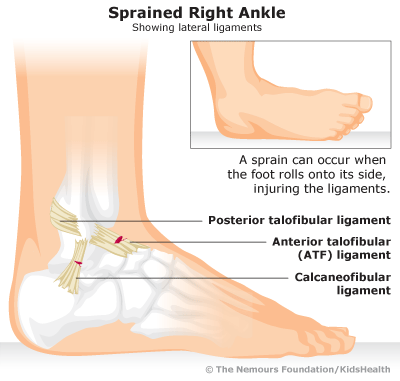 Sprained Right Ankle
Showing lateral ligaments
A sprain can occur when
the foot rolls onto its side,
injuring the ligaments.
Posterior talofibular ligament
Anterior talofibular
(ATF) ligament
Calcaneofibular
ligament
© The Nemours Foundation/KidsHealth